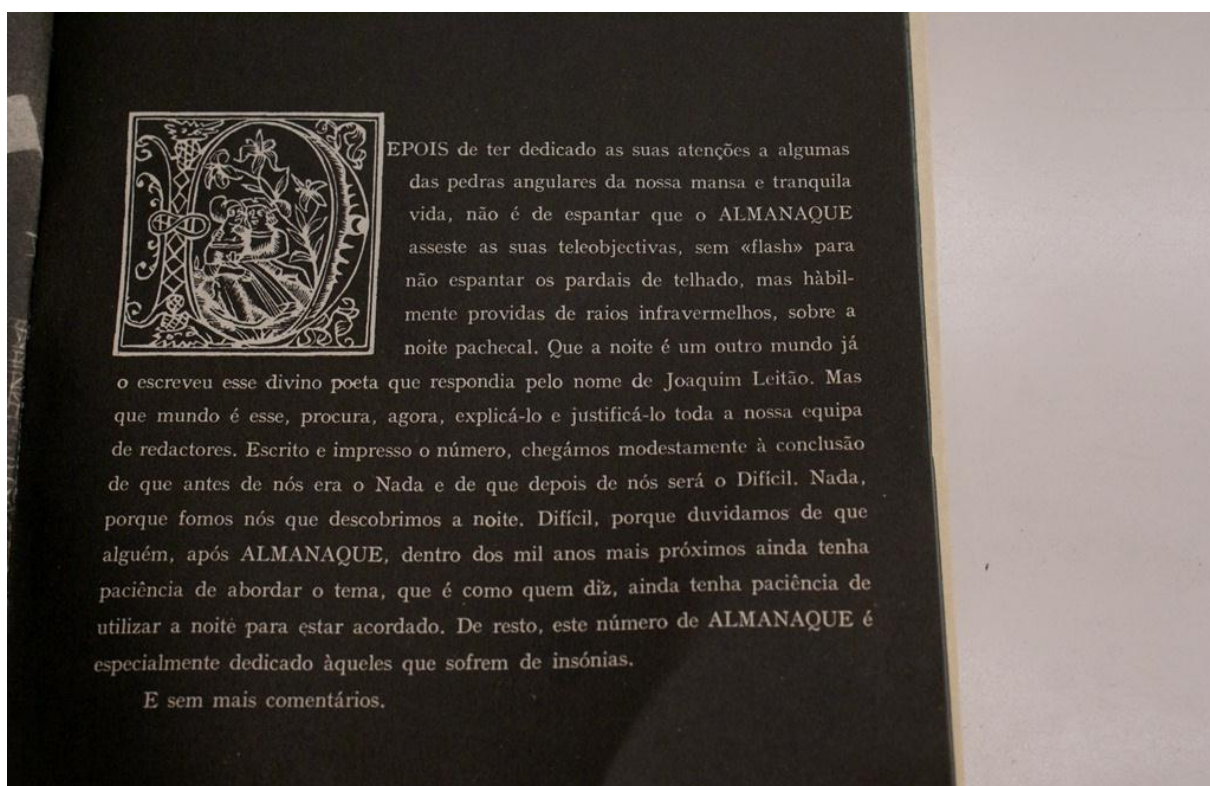 DEPOIS de ter dedicado as suas atenções a algumas
das pedras angulares da nossa mansa e tranquila
vida, não é de espantar que o ALMANAQUE
asseste as suas teleobjectivas, sem «flash» para
não espantar os pardais de telhado, mas hàbil-
mente providas de raios infravermelhos, sobre a
noite pachecal. Que a noite é um outro mundo já
o escreveu esse divino poeta que respondia pelo nome de Joaquim Leitão. Mas
que mundo é esse, procura, agora, explicá-lo e justificá-lo toda a nossa equipa
de redactores. Escrito e impresso o número, chegámos modestamente à conclusão
de que antes de nós era o Nada e de que depois de nós será o Difícil. Nada,
porque fomos nós que descobrimos a noite. Difícil, porque duvidamos de que
alguém, após ALMANAQUE, dentro dos mil anos mais próximos ainda tenha
paciência de abordar o tema, que é como quem diz, ainda tenha paciência de
utilizar a noite para estar acordado. De resto, este número de ALMANAQUE é
especialmente dedicado àqueles que sofrem de insónias.
E sem mais comentários.